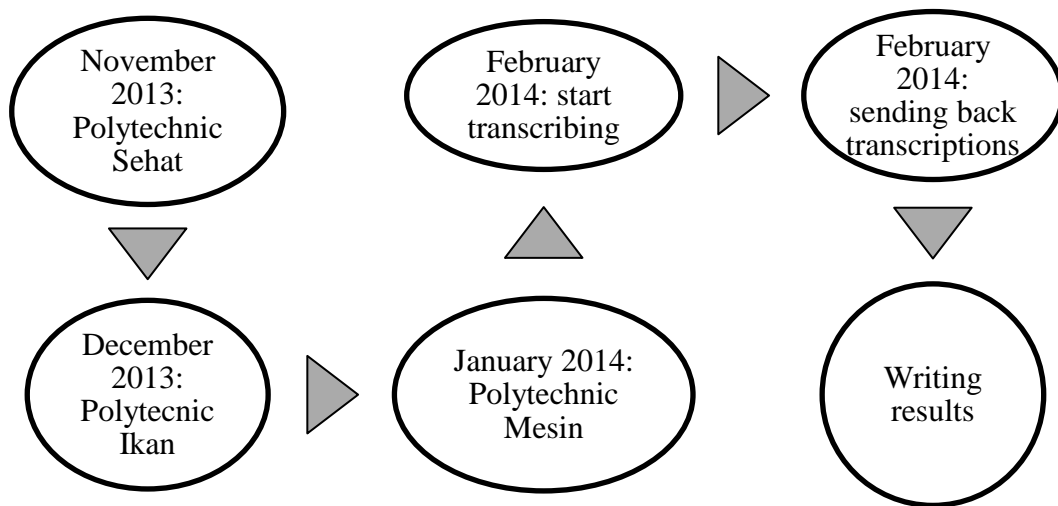 November
2013:
Polytechnic
Sehat
December
2013:
Polytecnic
Ikan
January 2014:
Polytechnic
Mesin
February
2014: start
transcribing
February
2014:
sending back
transcriptions
Writing
results